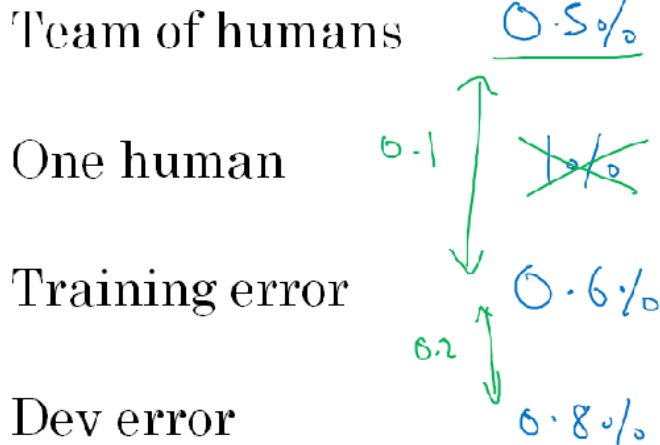 Team of humans 0.5%
0.1
One human 1%
Training error 0.6%
0.2
Dev error 0.8%